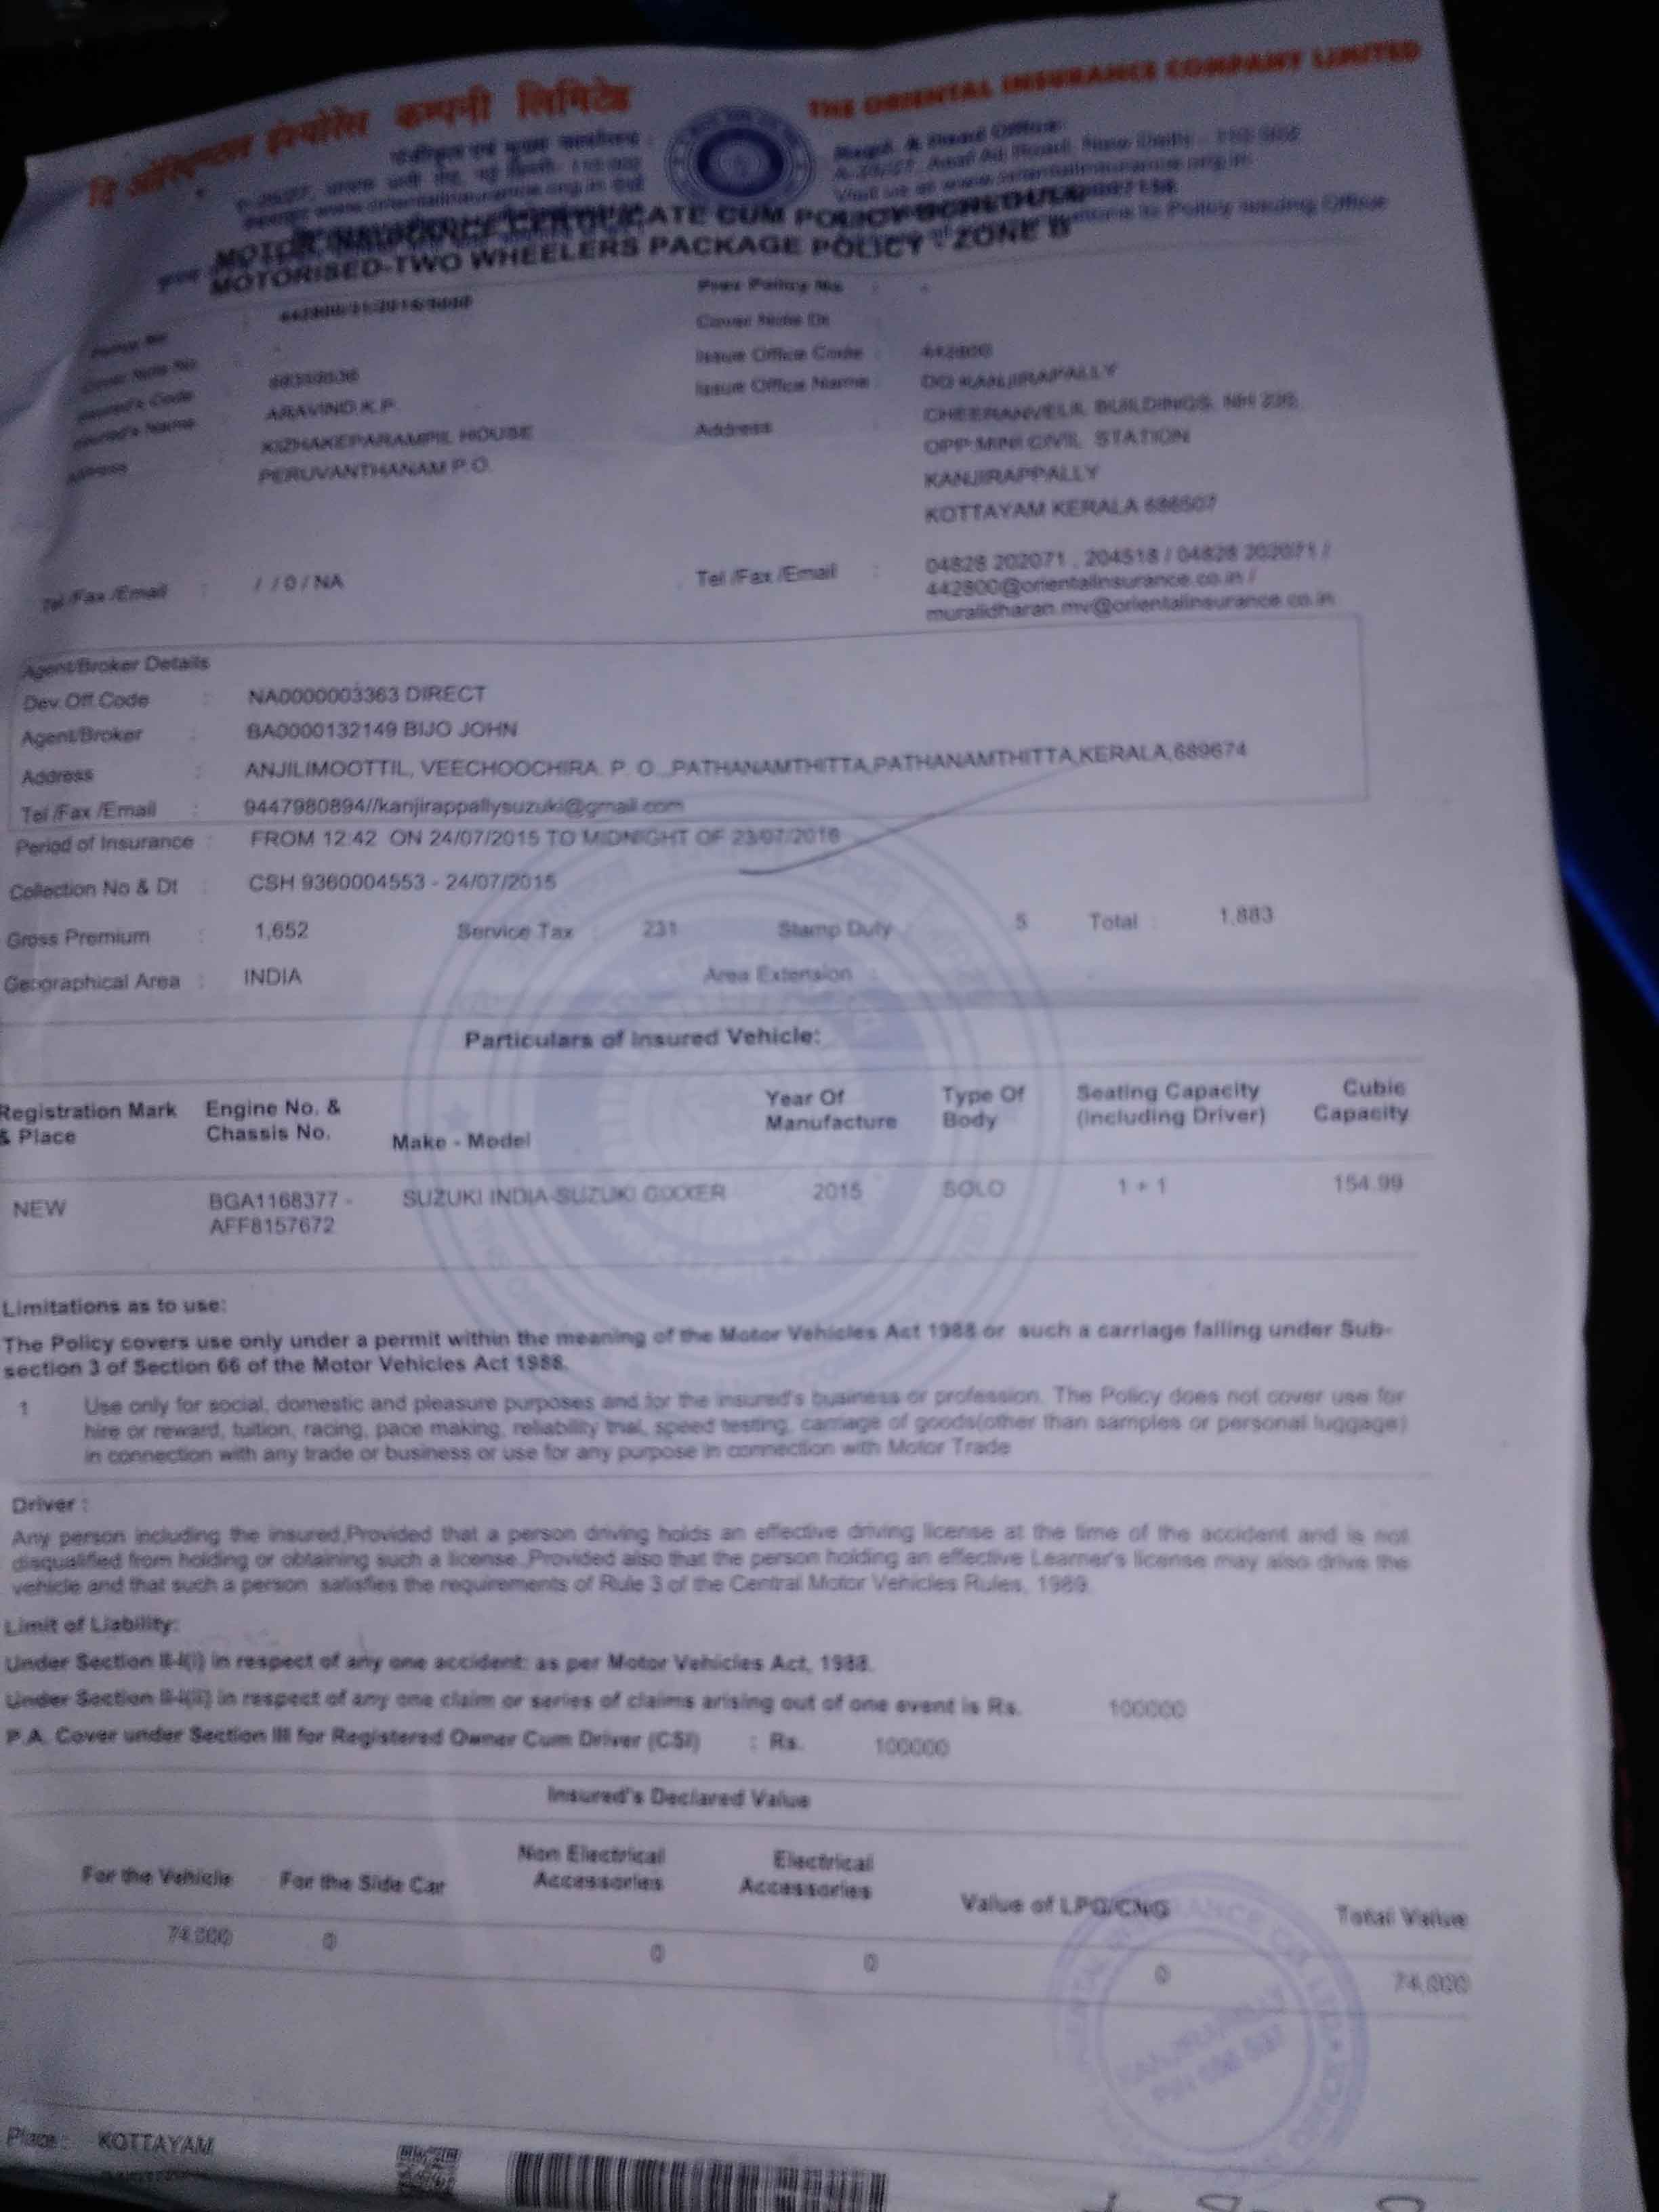 दि ओरिएण्टल इंश्योरेंस कम्पनी लिमिटेड
THE ORIENTAL INSURANCE COMPANY LIMITED
Regd. & Head Office:
A-25/27, Asaf Ali Road, New Delhi - 110 002
Visit us at www.orientalinsurance.org.in
MOTOR INSURANCE CERTIFICATE CUM POLICY SCHEDULE
MOTORISED-TWO WHEELERS PACKAGE POLICY - ZONE B
Policy No :
Prev Policy No : -
Cover Note No : -
Cover Note Dt
Insured's Code
Issue Office Code : 442800
Insured's Name : ARAVIND.K.P.
Issue Office Name : DO KANJIRAPALLY
Address : KIZHAKEPARAMPIL HOUSE
PERUVANTHANAM P.O.
Address : CHEERANVELIL BUILDINGS, NH 220,
OPP:MINI CIVIL STATION
KANJIRAPPALLY
KOTTAYAM KERALA 686507
Tel /Fax /Email : / / 0 / NA
Tel /Fax /Email : 04828 202071 , 204518 / 04828 202071 /
442800@orientalinsurance.co.in /
muralidharan.mv@orientalinsurance.co.in
Agent/Broker Details
Dev.Off.Code : NA0000003363 DIRECT
Agent/Broker : BA0000132149 BIJO JOHN
Address : ANJILIMOOTTIL, VEECHOOCHIRA. P. O.,,PATHANAMTHITTA,PATHANAMTHITTA,KERALA,689674
Tel /Fax /Email : 9447980894//kanjirappallysuzuki@gmail.com
Period of Insurance : FROM 12:42 ON 24/07/2015 TO MIDNIGHT OF 23/07/2016
Collection No & Dt : CSH 9360004553 - 24/07/2015
Gross Premium : 1,652 Service Tax : 231 Stamp Duty : 5 Total : 1,883
Geographical Area : INDIA Area Extension :
Particulars of Insured Vehicle:
Registration Mark & Place Engine No. & Chassis No. Make - Model Year Of Manufacture Type Of Body Seating Capacity (Including Driver) Cubic Capacity
NEW BGA1168377 - SUZUKI INDIA-SUZUKI GIXXER 2015 SOLO 1 + 1 154.99
AFF8157672
Limitations as to use:
The Policy covers use only under a permit within the meaning of the Motor Vehicles Act 1988 or such a carriage falling under Sub-
section 3 of Section 66 of the Motor Vehicles Act 1988.
1 Use only for social, domestic and pleasure purposes and for the insured's business or profession. The Policy does not cover use for
hire or reward, tuition, racing, pace making, reliability trial, speed testing, carriage of goods(other than samples or personal luggage)
in connection with any trade or business or use for any purpose in connection with Motor Trade
Driver :
Any person including the insured,Provided that a person driving holds an effective driving license at the time of the accident and is not
disqualified from holding or obtaining such a license .Provided also that the person holding an effective Learner's license may also drive the
vehicle and that such a person satisfies the requirements of Rule 3 of the Central Motor Vehicles Rules, 1989.
Limit of Liability:
Under Section II-I(i) in respect of any one accident: as per Motor Vehicles Act, 1988.
Under Section II-I(ii) in respect of any one claim or series of claims arising out of one event is Rs. 100000
P.A. Cover under Section III for Registered Owner Cum Driver (CSI) : Rs. 100000
Insured's Declared Value
For the Vehicle For the Side Car Non Electrical Accessories Electrical Accessories Value of LPG/CNG Total Value
74,000 0 0 0 0 74,000
KANJIRAPALLY
Place : KOTTAYAM